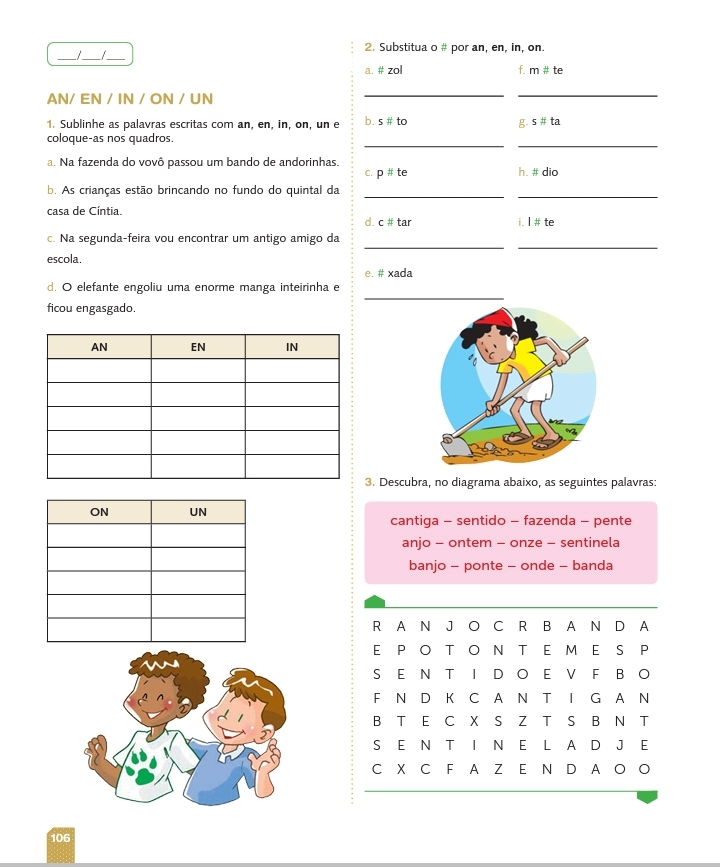 ___/___/___
AN/ EN / IN / ON / UN
1. Sublinhe as palavras escritas com an, en, in, on, un e
coloque-as nos quadros.
a. Na fazenda do vovô passou um bando de andorinhas.
b. As crianças estão brincando no fundo do quintal da
casa de Cíntia.
c. Na segunda-feira vou encontrar um antigo amigo da
escola.
d. O elefante engoliu uma enorme manga inteirinha e
ficou engasgado.
AN EN IN
ON UN
2. Substitua o # por an, en, in, on.
a. # zol
b. s # to
c. p # te
d. c # tar
e. # xada
f. m # te
g. s # ta
h. # dio
i. l # te
3. Descubra, no diagrama abaixo, as seguintes palavras:
cantiga – sentido – fazenda – pente
anjo – ontem – onze – sentinela
banjo – ponte – onde – banda
R A N J O C R B A N D A
E P O T O N T E M E S P
S E N T I D O E V F B O
F N D K C A N T I G A N
B T E C X S Z T S B N T
S E N T I N E L A D J E
C X C F A Z E N D A O O
106